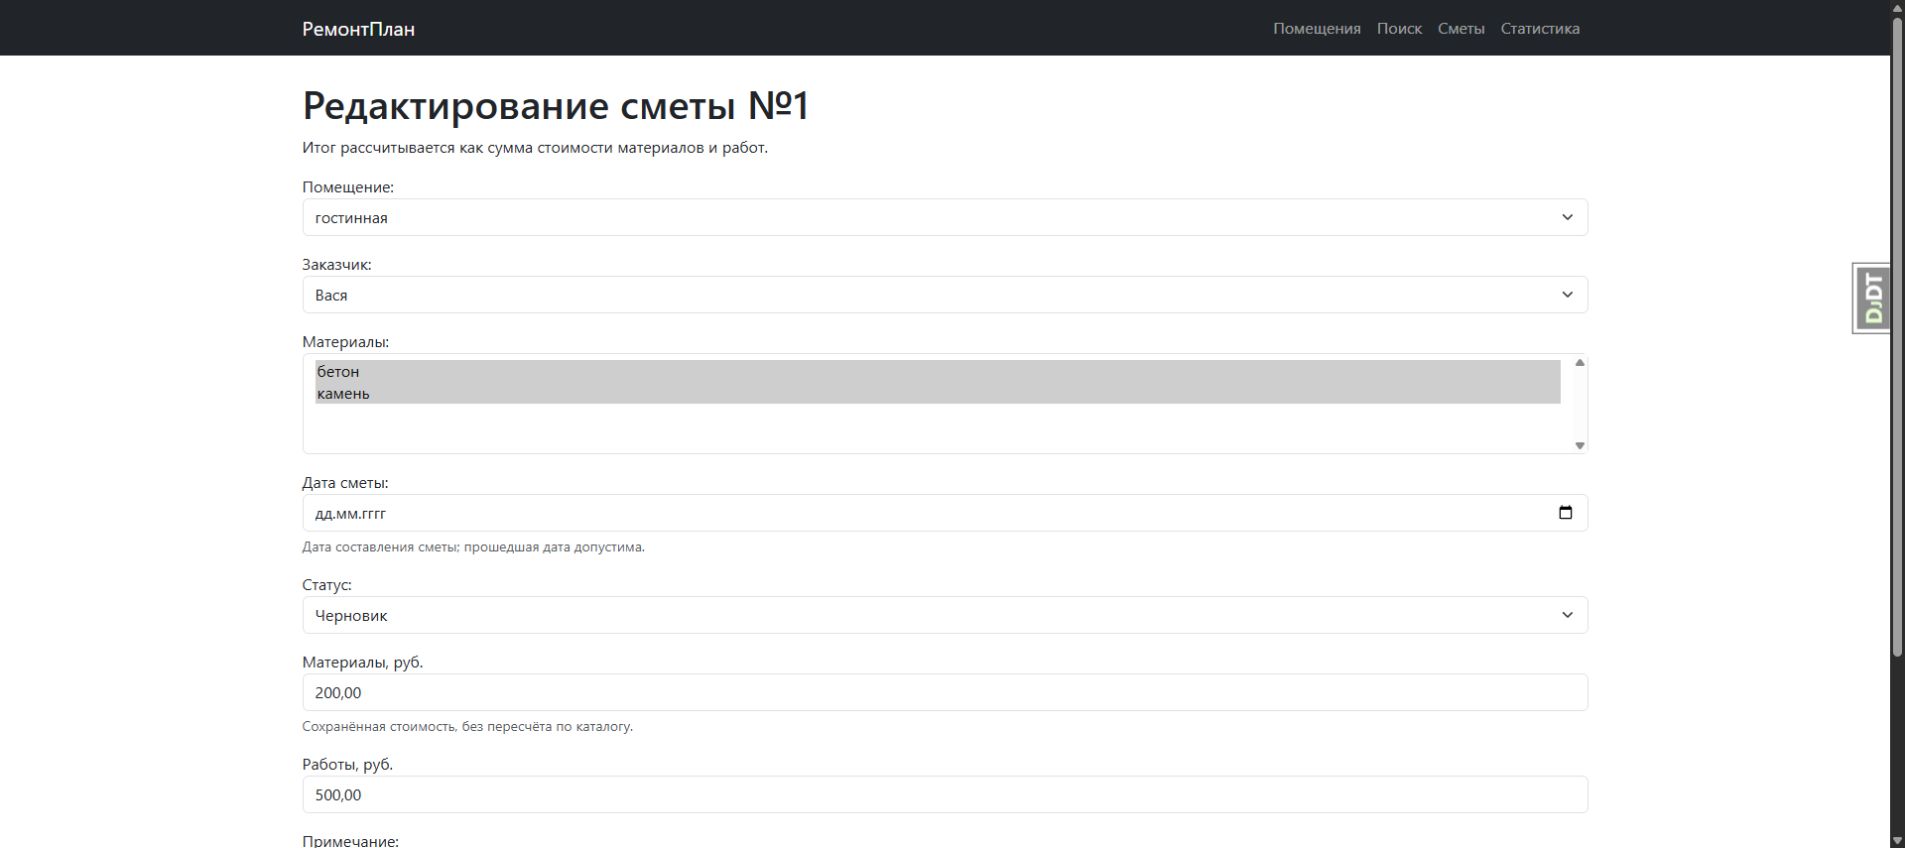 РемонтПлан
Помещения Поиск Сметы Статистика
Редактирование сметы №1
Итог рассчитывается как сумма стоимости материалов и работ.
Помещение:
гостинная
Заказчик:
Вася
Материалы:
бетон
камень
Дата сметы:
дд.мм.гггг
Дата составления сметы; прошедшая дата допустима.
Статус:
Черновик
Материалы, руб.
200,00
Сохранённая стоимость, без пересчёта по каталогу.
Работы, руб.
500,00
Примечание:
DJDT